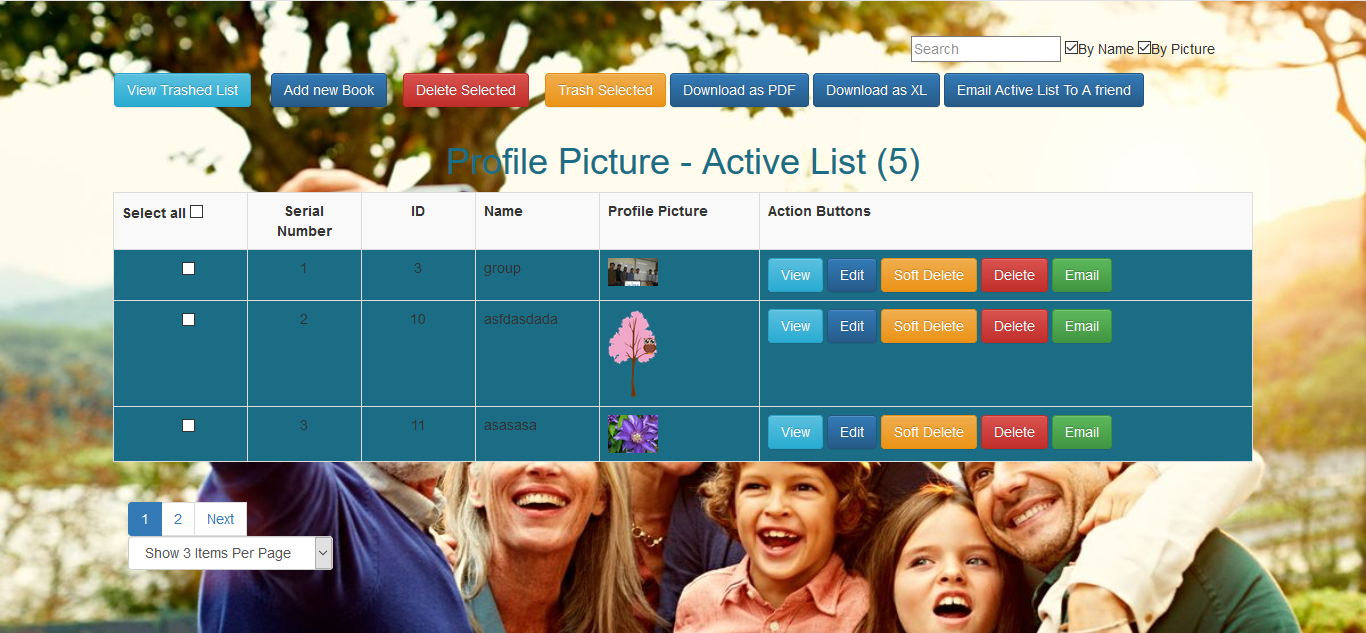 Search By Name By Picture
View Trashed List Add new Book Delete Selected Trash Selected Download as PDF Download as XL Email Active List To A friend
Profile Picture - Active List (5)
Select all Serial Number ID Name Profile Picture Action Buttons
1 3 group View Edit Soft Delete Delete Email
2 10 asfdasdada View Edit Soft Delete Delete Email
3 11 asasasa View Edit Soft Delete Delete Email
1 2 Next
Show 3 Items Per Page